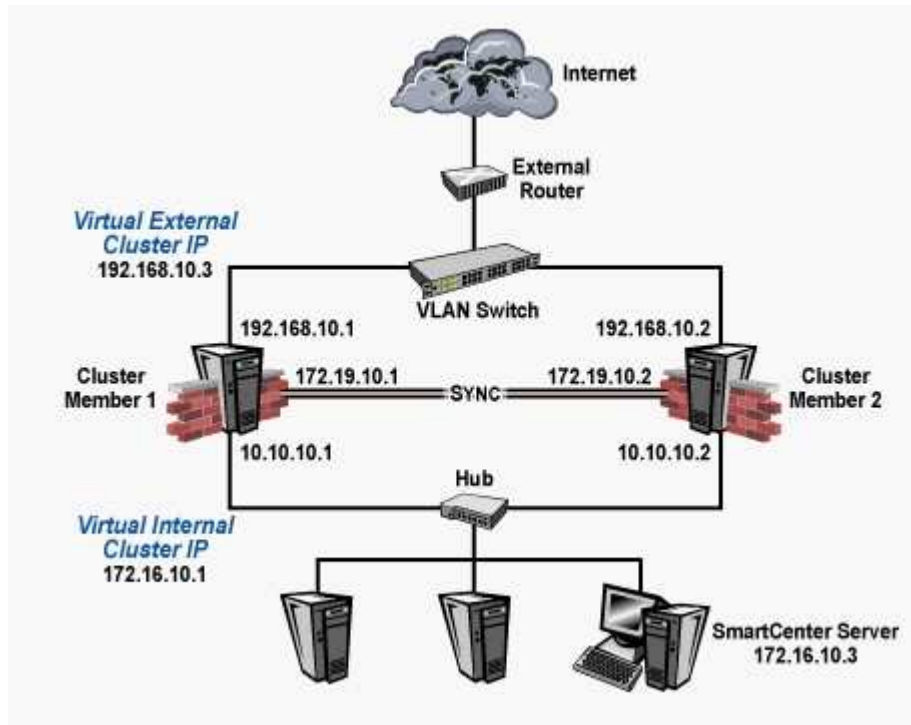 Internet
External
Router
Virtual External
Cluster IP
192.168.10.3
VLAN Switch
192.168.10.1
192.168.10.2
Cluster
Member 1
172.19.10.1
SYNC
172.19.10.2
Cluster
Member 2
10.10.10.1
10.10.10.2
Hub
Virtual Internal
Cluster IP
172.16.10.1
SmartCenter Server
172.16.10.3